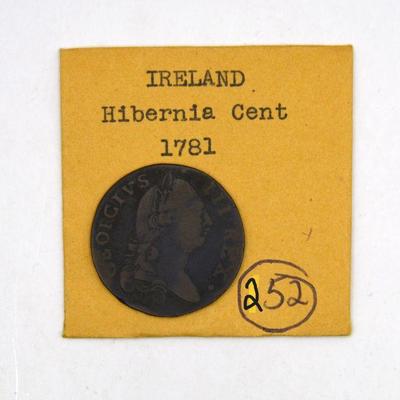 IRELAND
Hibernia Cent
1781
GEORGIVS III·REX.
252